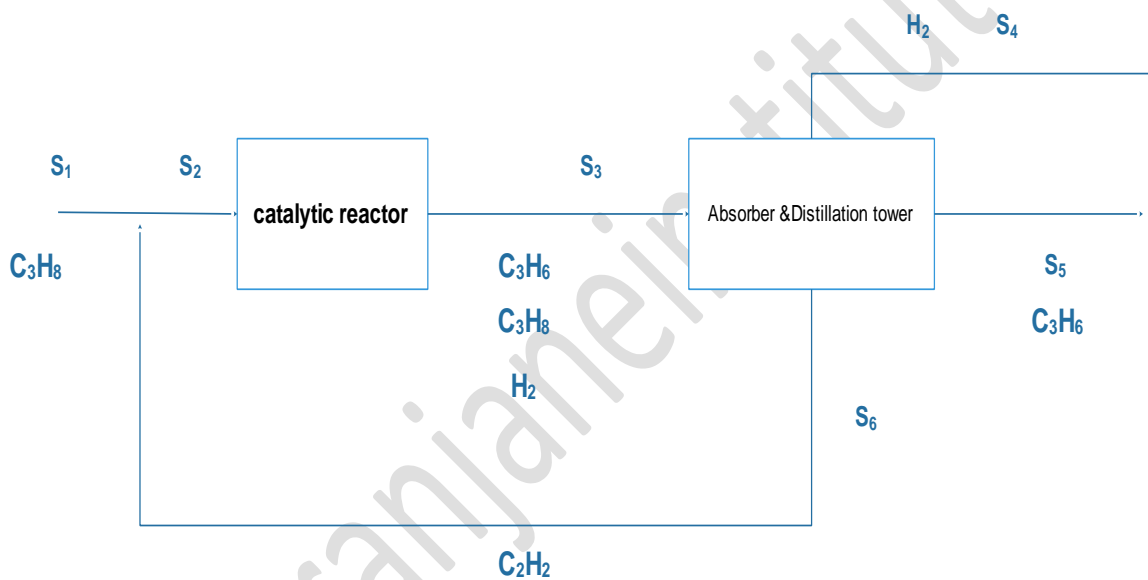 H₂ S₄
S₁ S₂ S₃
catalytic reactor
Absorber &Distillation tower
C₃H₈
C₃H₆
C₃H₈
H₂
S₅
C₃H₆
S₆
C₂H₂